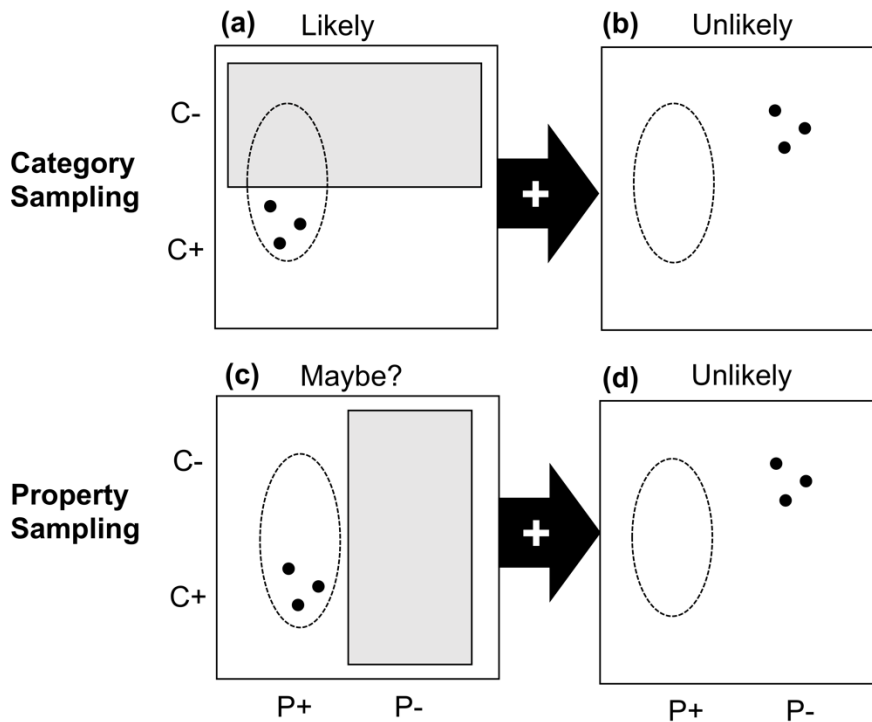 (a) Likely
(b) Unlikely
C-
Category
Sampling
+
C+
(c) Maybe?
(d) Unlikely
C-
Property
Sampling
+
C+
P+ P-
P+ P-